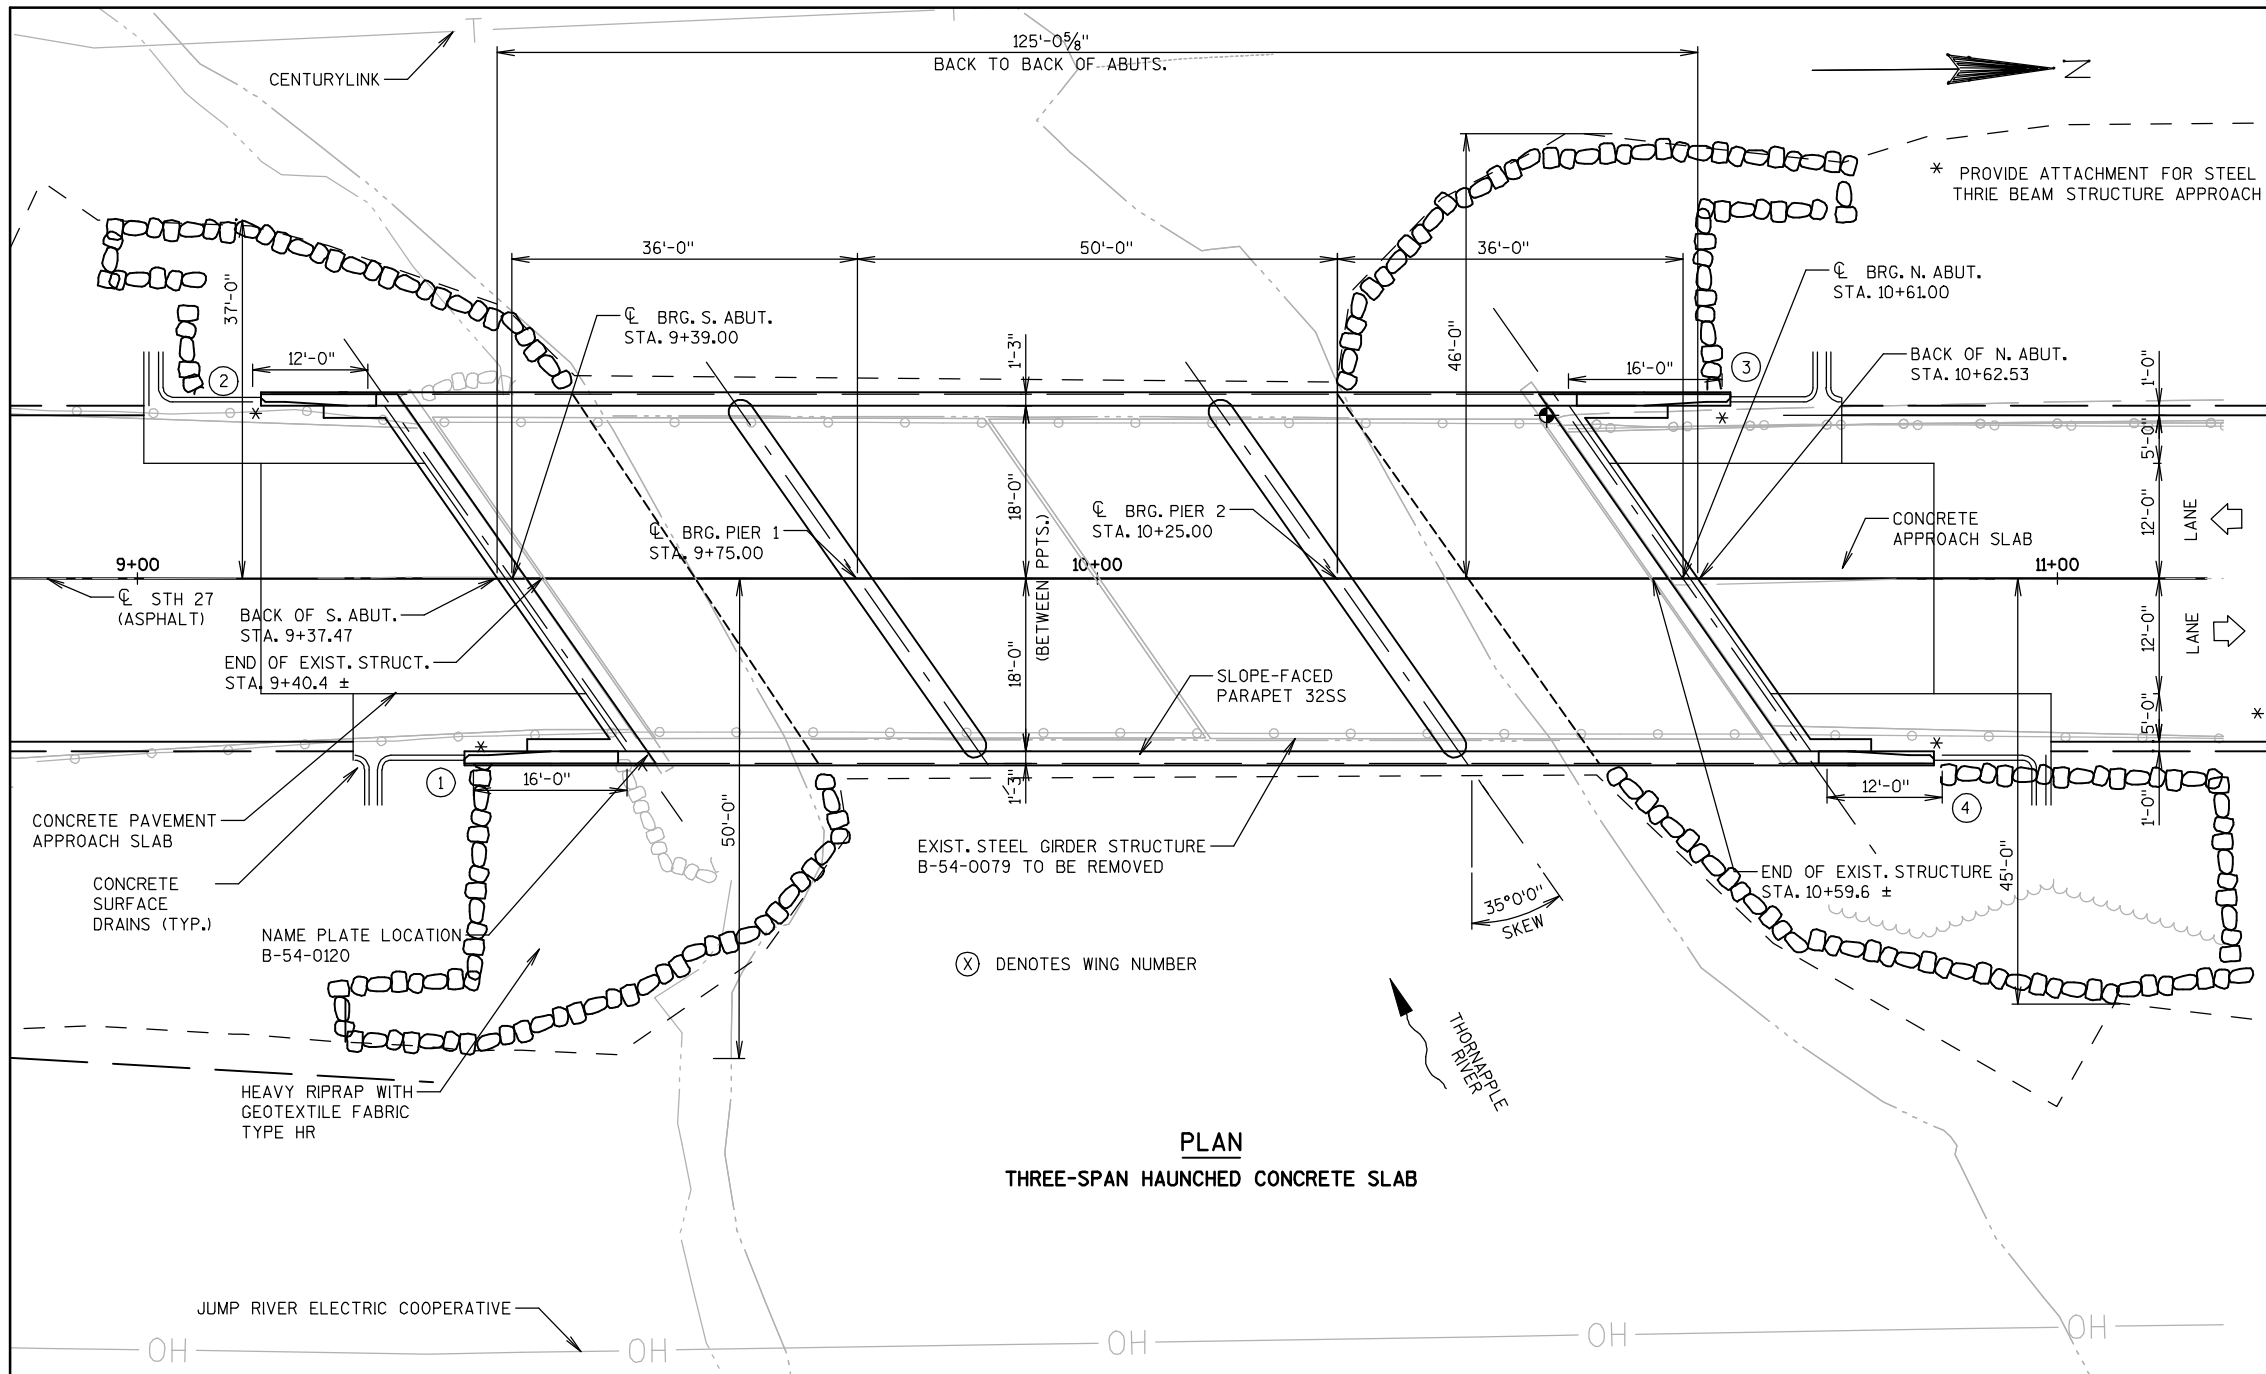 T
125'-0⅝"
BACK TO BACK OF ABUTS.
CENTURYLINK
N
* PROVIDE ATTACHMENT FOR STEEL
THRIE BEAM STRUCTURE APPROACH
36'-0"
50'-0"
36'-0"
37'-0"
46'-0"
℄ BRG. S. ABUT.
STA. 9+39.00
℄ BRG. N. ABUT.
STA. 10+61.00
BACK OF N. ABUT.
STA. 10+62.53
12'-0"
2
*
1'-3"
16'-0"
3
*
1'-0"
5'-0"
12'-0"
LANE
18'-0"
(BETWEEN PPTS.)
℄ BRG. PIER 1
STA. 9+75.00
℄ BRG. PIER 2
STA. 10+25.00
CONCRETE
APPROACH SLAB
9+00
10+00
11+00
℄ STH 27
(ASPHALT)
BACK OF S. ABUT.
STA. 9+37.47
END OF EXIST. STRUCT.
STA. 9+40.4 ±
18'-0"
SLOPE-FACED
PARAPET 32SS
12'-0"
LANE
5'-0"
*
*
*
1
16'-0"
1'-3"
12'-0"
4
1'-0"
50'-0"
45'-0"
CONCRETE PAVEMENT
APPROACH SLAB
CONCRETE
SURFACE
DRAINS (TYP.)
EXIST. STEEL GIRDER STRUCTURE
B-54-0079 TO BE REMOVED
END OF EXIST. STRUCTURE
STA. 10+59.6 ±
35°0'0"
SKEW
NAME PLATE LOCATION
B-54-0120
X DENOTES WING NUMBER
THORNAPPLE
RIVER
HEAVY RIPRAP WITH
GEOTEXTILE FABRIC
TYPE HR
PLAN
THREE-SPAN HAUNCHED CONCRETE SLAB
JUMP RIVER ELECTRIC COOPERATIVE
OH
OH
OH
OH
OH